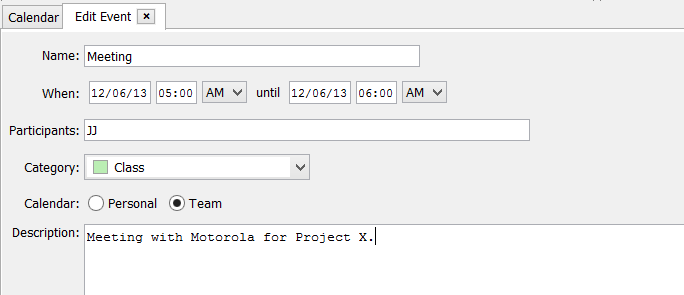 Calendar Edit Event x
Name: Meeting
When: 12/06/13 05:00 AM until 12/06/13 06:00 AM
Participants: JJ
Category: Class
Calendar: Personal Team
Description: Meeting with Motorola for Project X.